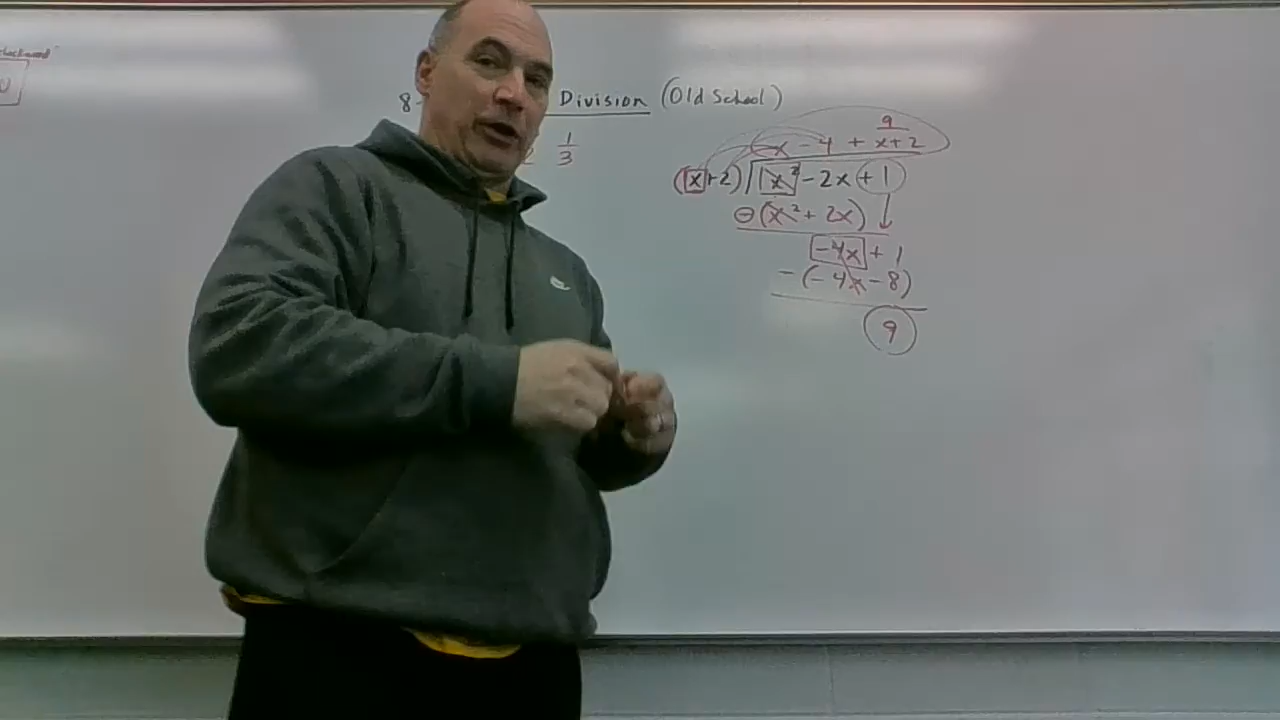 8-
Division (Old School)
1/3
9
x - 4 + x+2
(x+2) x² - 2x + 1
⊖(x² + 2x)
-4x + 1
-(-4x - 8)
9